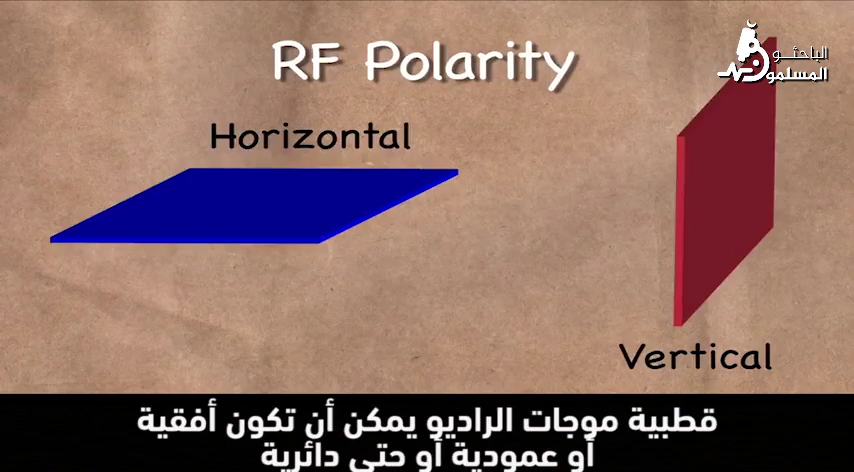 RF Polarity
الباحثون
المسلمون
Horizontal
Vertical
قطبية موجات الراديو يمكن أن تكون أفقية
أو عمودية أو حتى دائرية